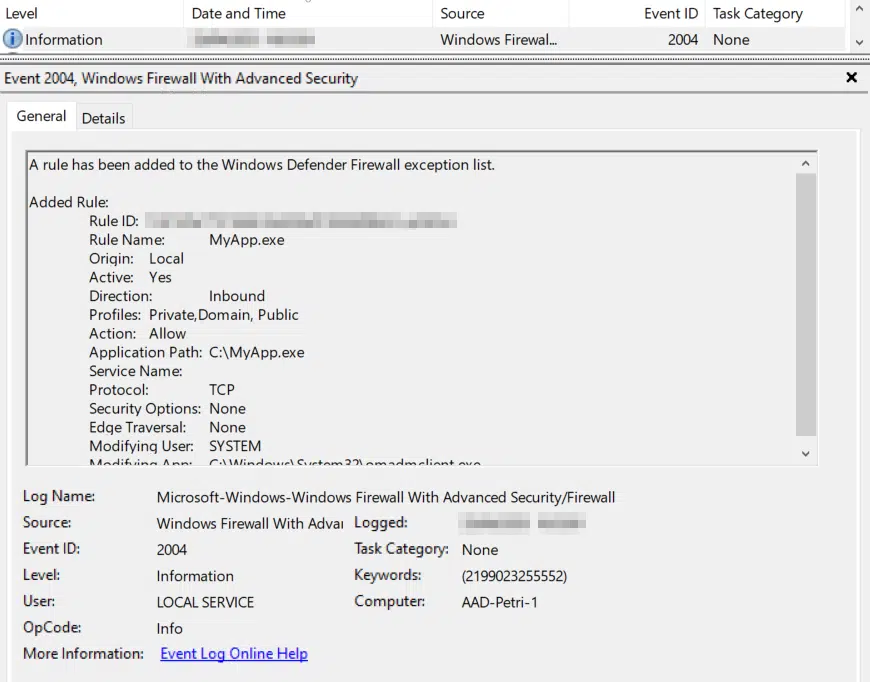 Level Date and Time Source Event ID Task Category
Information Windows Firewal... 2004 None
Event 2004, Windows Firewall With Advanced Security
General Details
A rule has been added to the Windows Defender Firewall exception list.
Added Rule:
Rule ID:
Rule Name: MyApp.exe
Origin: Local
Active: Yes
Direction: Inbound
Profiles: Private,Domain, Public
Action: Allow
Application Path: C:\MyApp.exe
Service Name:
Protocol: TCP
Security Options: None
Edge Traversal: None
Modifying User: SYSTEM
Modifying App: C:\Windows\System32\omadmclient.exe
Log Name: Microsoft-Windows-Windows Firewall With Advanced Security/Firewall
Source: Windows Firewall With Advai Logged:
Event ID: 2004 Task Category: None
Level: Information Keywords: (2199023255552)
User: LOCAL SERVICE Computer: AAD-Petri-1
OpCode: Info
More Information: Event Log Online Help